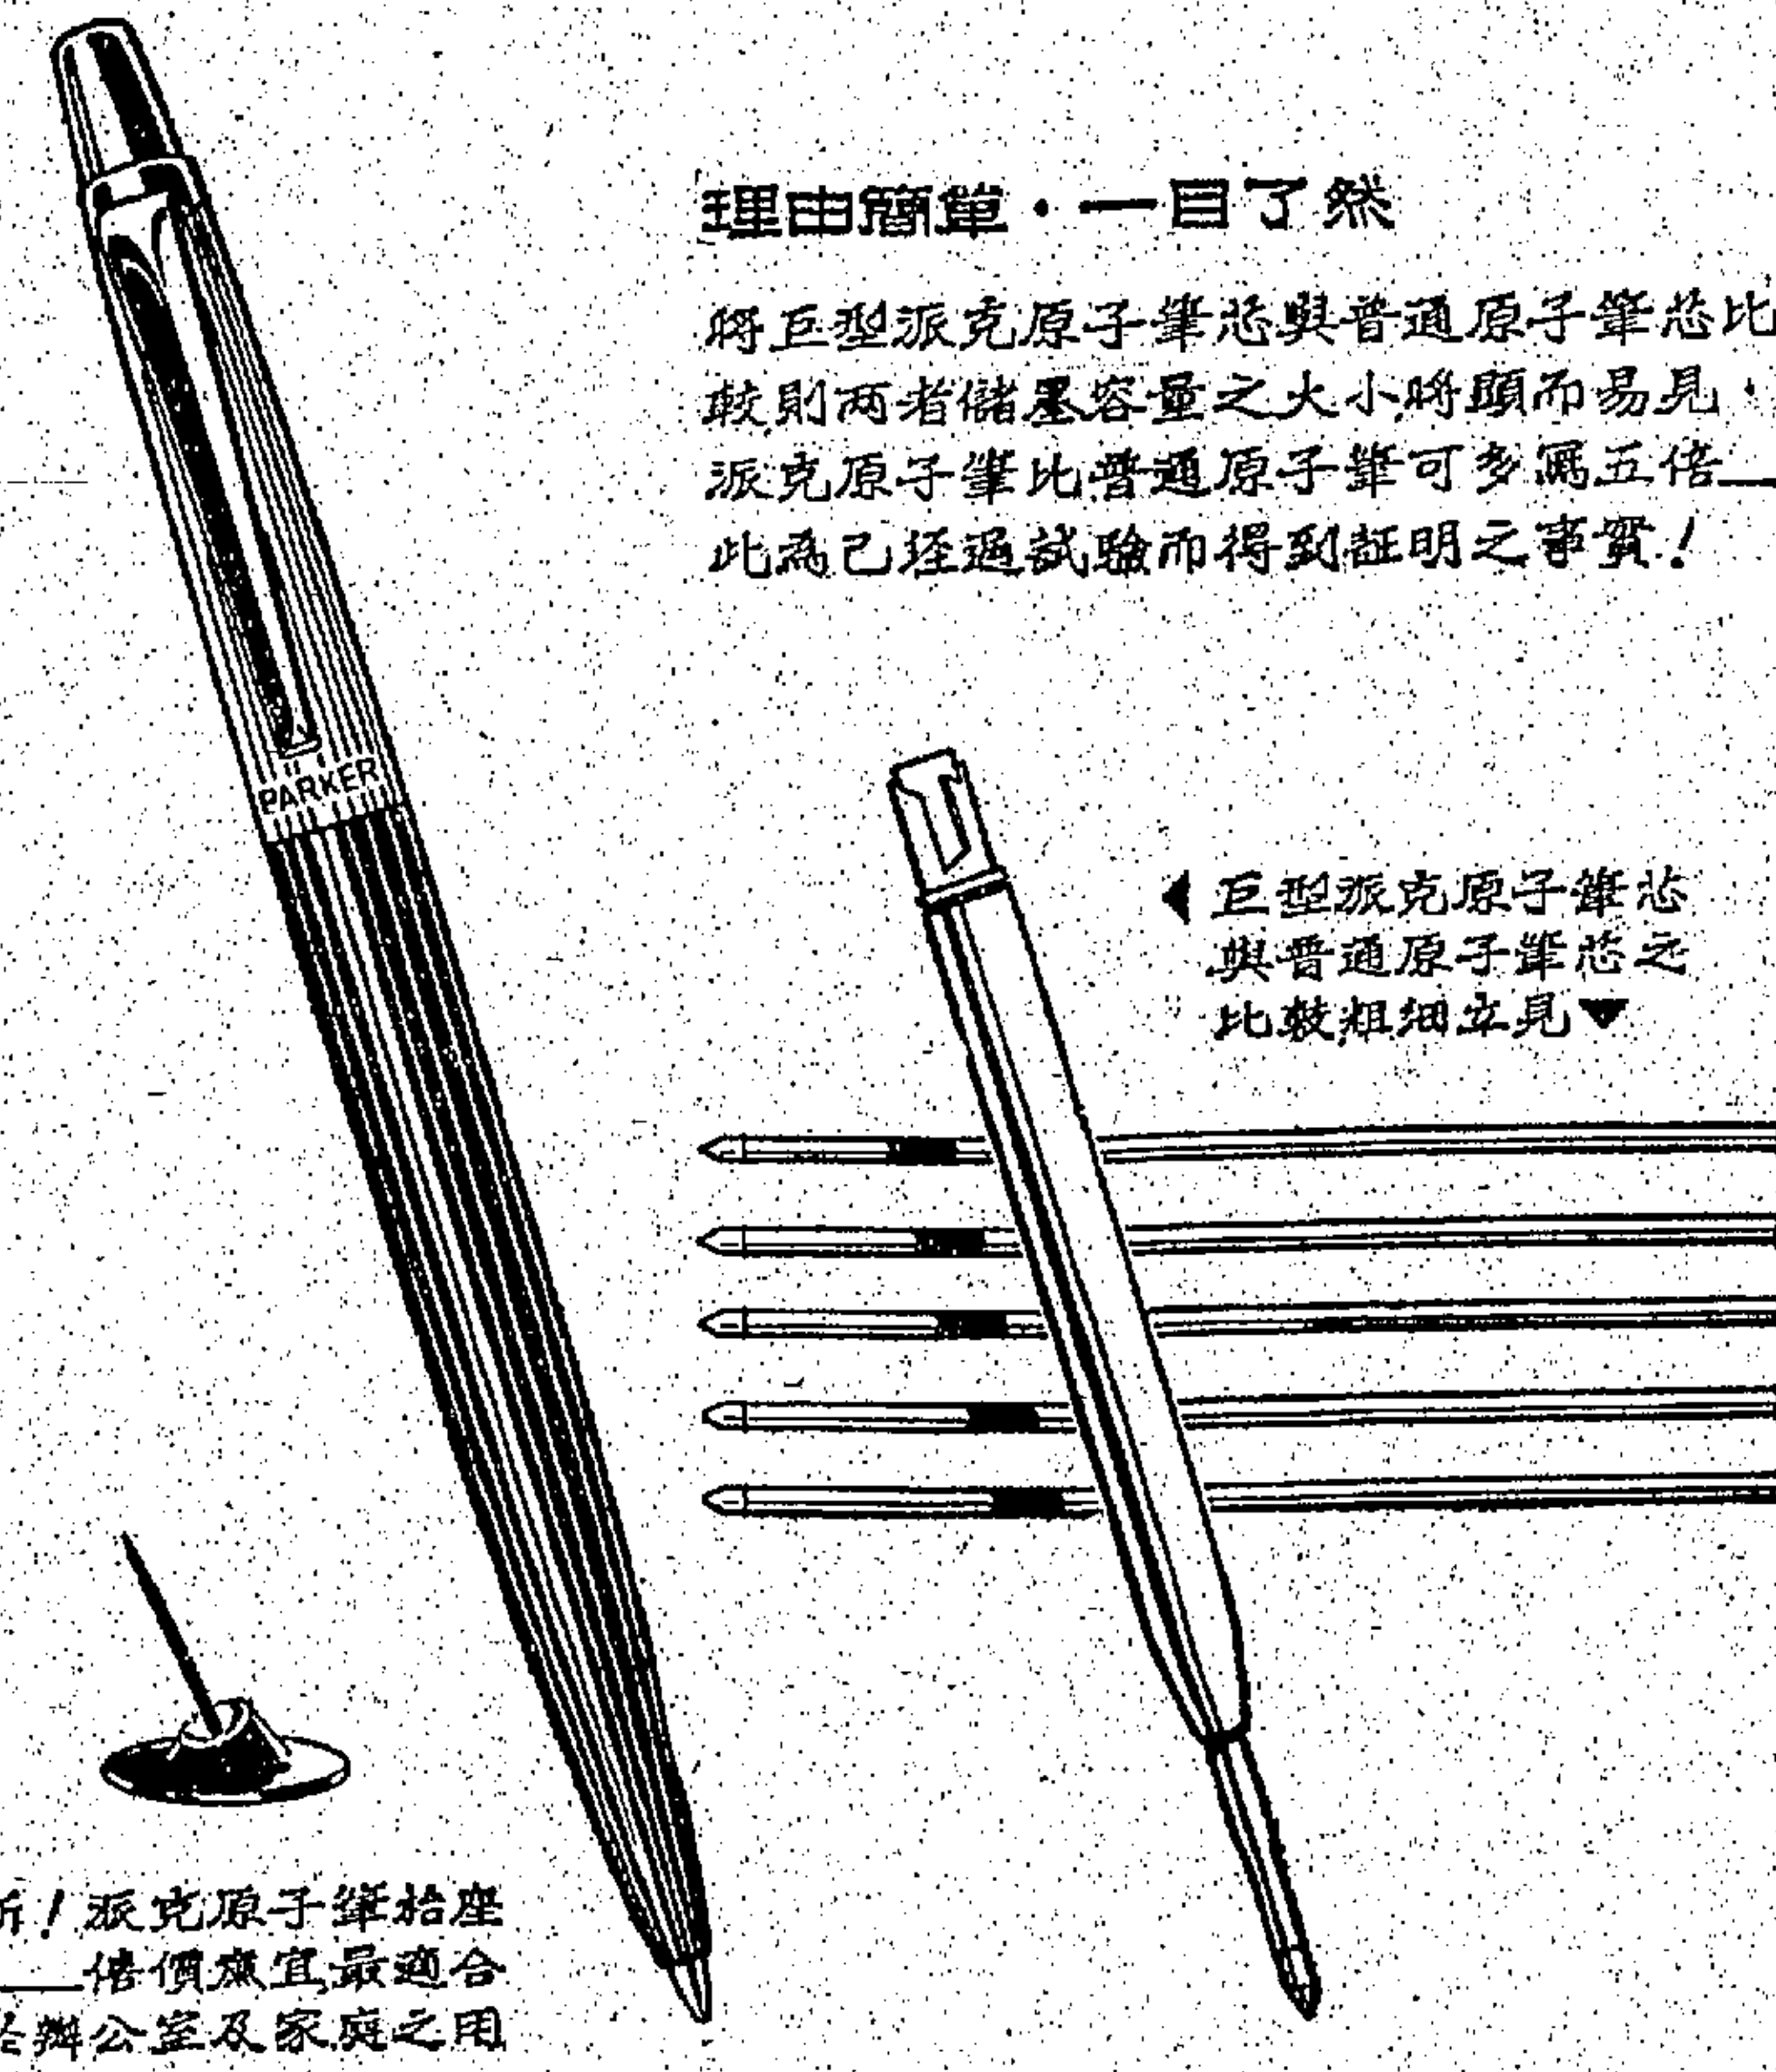 理由簡單·一目了然
將巨型派克原子筆芯與普通原子筆芯比
較則两者儲墨容量之大小將顯而易見·
派克原子筆比普通原子筆可多寫五倍——
此為己経過試驗而得到証明之事實！
PARKER
◀巨型派克原子筆芯
與普通原子筆芯之
比較粗细立見▼
！派克原子筆枱座
——價廉宜最適合
辦公室及家庭之用